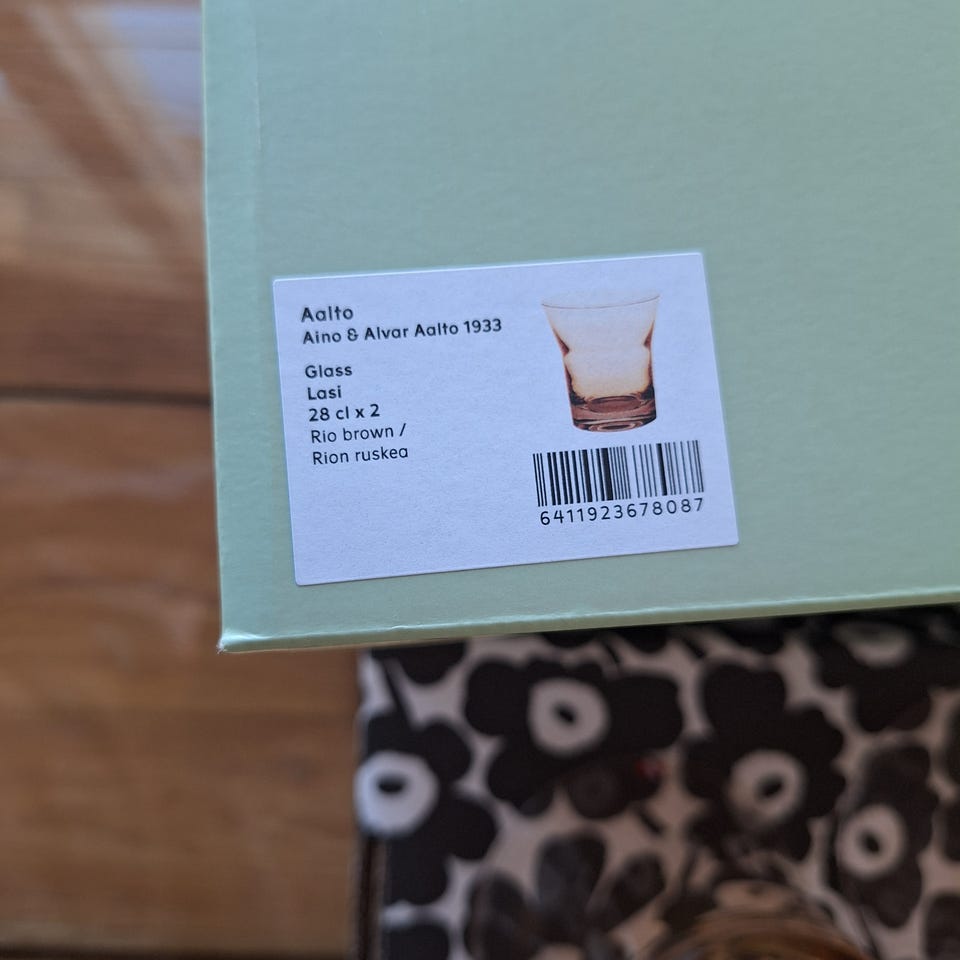 Aalto
Aino & Alvar Aalto 1933
Glass
Lasi
28 cl x 2
Rio brown /
Rion ruskea
6411923678087